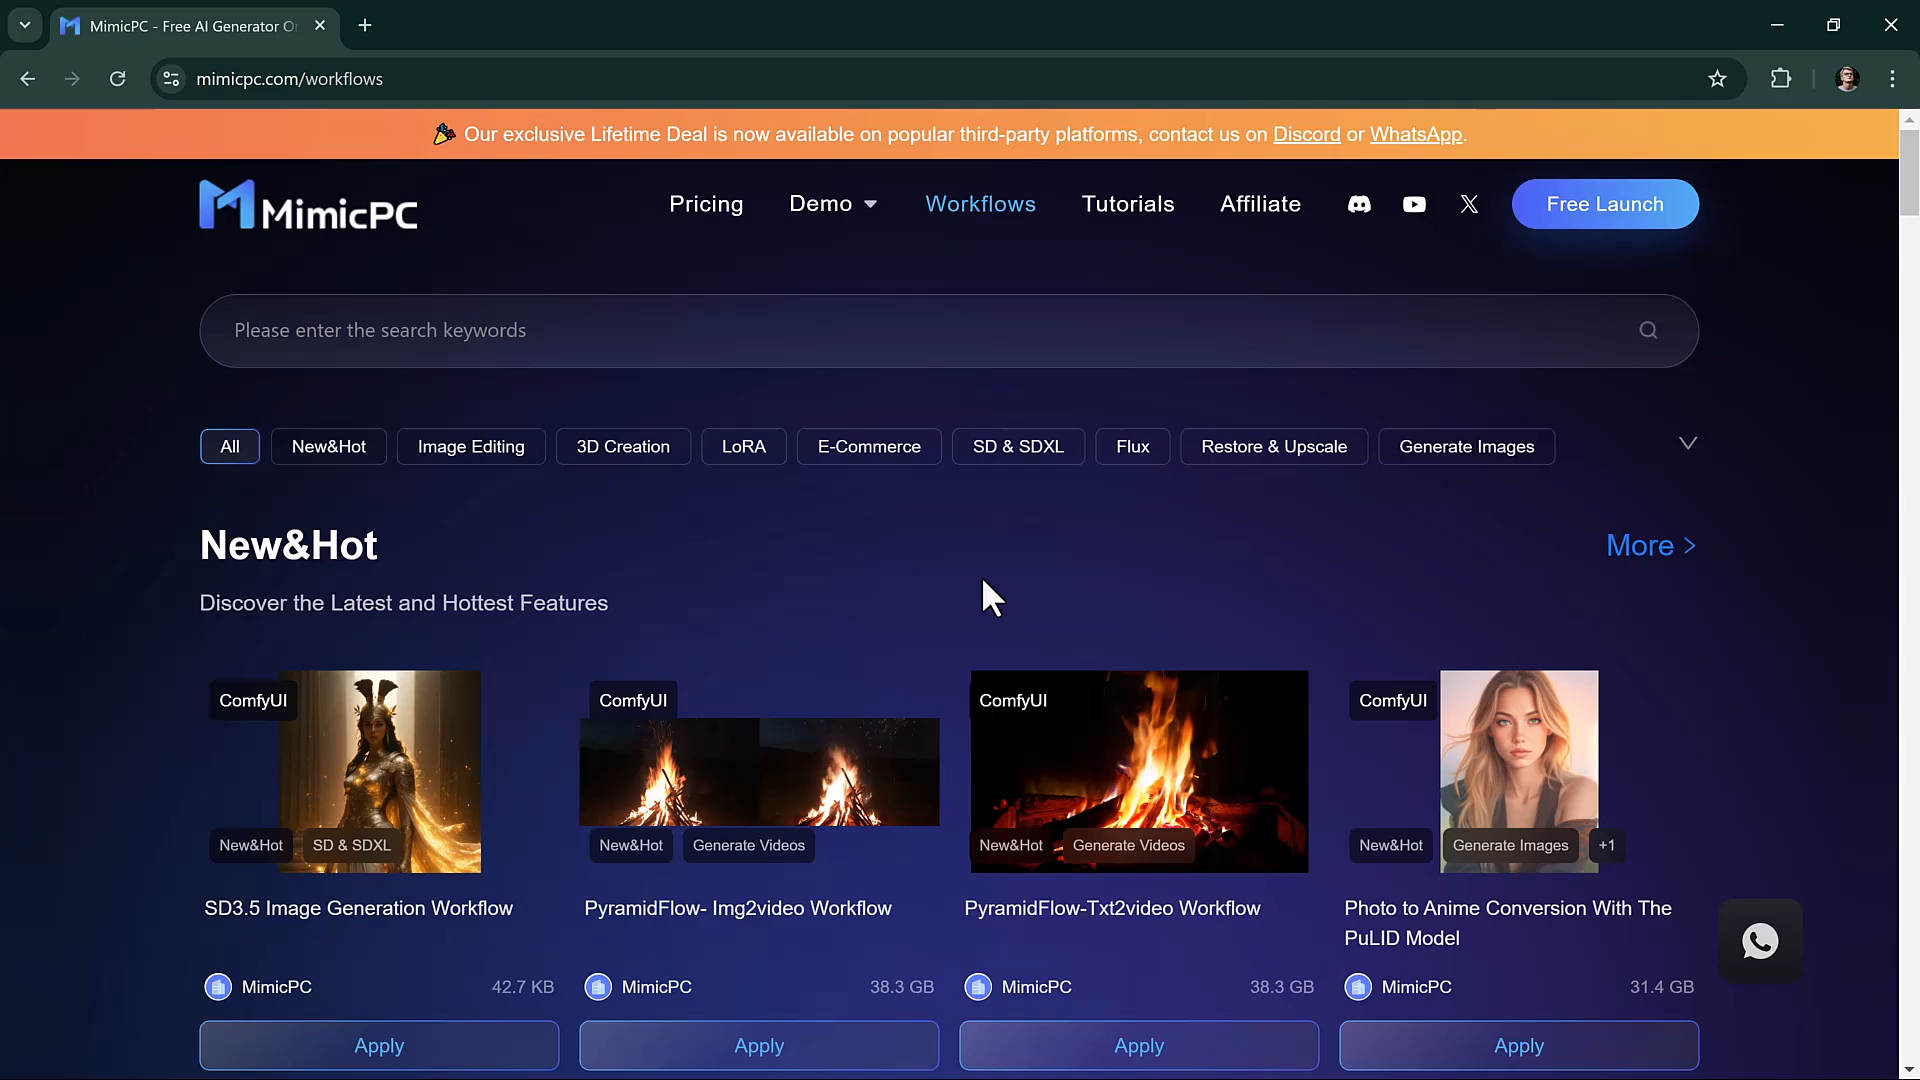 MimicPC - Free AI Generator O
mimicpc.com/workflows
Our exclusive Lifetime Deal is now available on popular third-party platforms, contact us on Discord or WhatsApp.
MimicPC
Pricing
Demo
Workflows
Tutorials
Affiliate
Free Launch
Please enter the search keywords
All
New&Hot
Image Editing
3D Creation
LoRA
E-Commerce
SD & SDXL
Flux
Restore & Upscale
Generate Images
New&Hot
More >
Discover the Latest and Hottest Features
ComfyUI
New&Hot
SD & SDXL
SD3.5 Image Generation Workflow
MimicPC
42.7 KB
Apply
ComfyUI
New&Hot
Generate Videos
PyramidFlow- Img2video Workflow
MimicPC
38.3 GB
Apply
ComfyUI
New&Hot
Generate Videos
PyramidFlow-Txt2video Workflow
MimicPC
38.3 GB
Apply
ComfyUI
New&Hot
Generate Images
+1
Photo to Anime Conversion With The
PuLID Model
MimicPC
31.4 GB
Apply